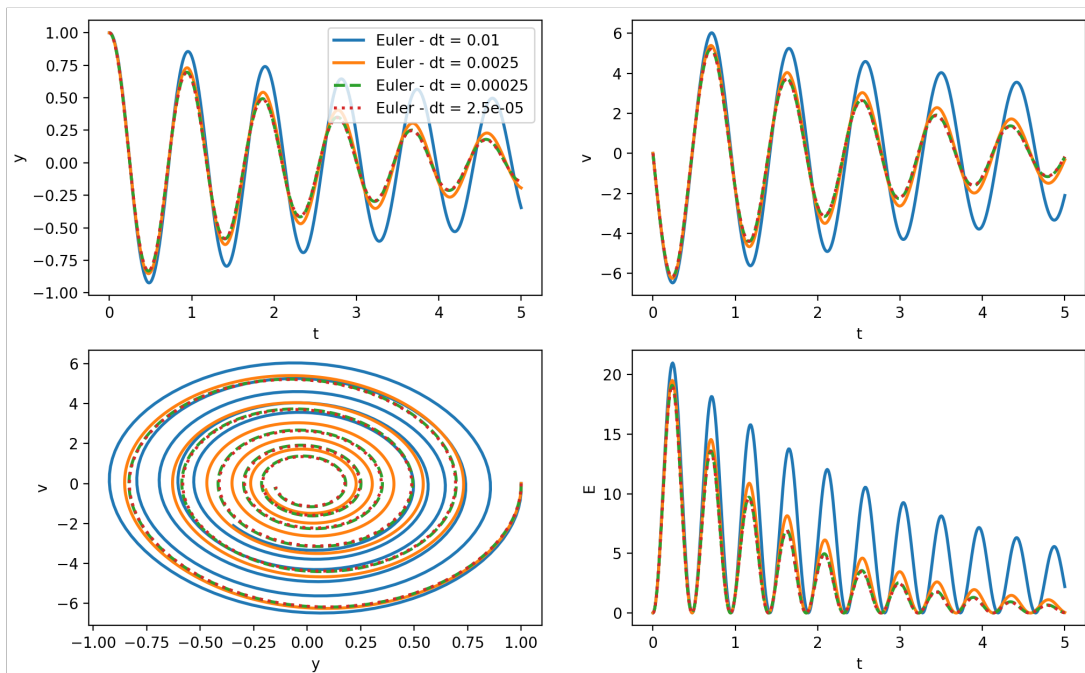 1.00
0.75
0.50
0.25
0.00
−0.25
−0.50
−0.75
−1.00
y
0 1 2 3 4 5
t
Euler - dt = 0.01
Euler - dt = 0.0025
Euler - dt = 0.00025
Euler - dt = 2.5e-05
6
4
2
0
−2
−4
−6
v
0 1 2 3 4 5
t
6
4
2
0
−2
−4
−6
v
−1.00 −0.75 −0.50 −0.25 0.00 0.25 0.50 0.75 1.00
y
20
15
10
5
0
E
0 1 2 3 4 5
t